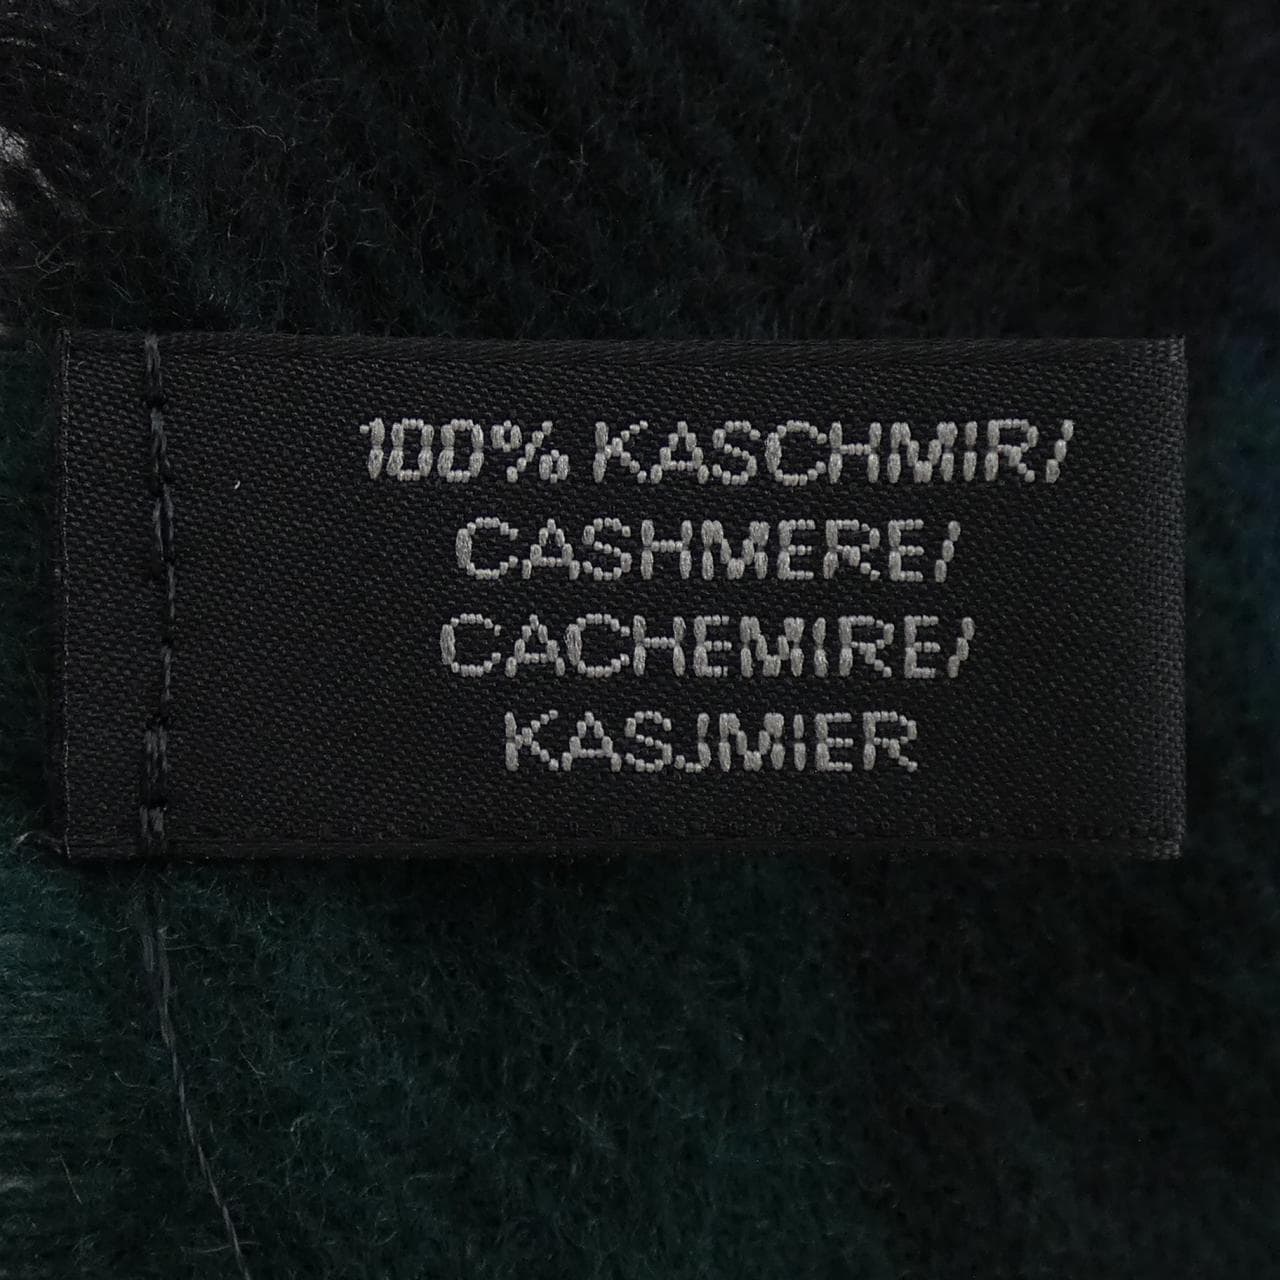 100% KASCHMIR/
CASHMERE/
CACHEMIRE/
KASJMIER